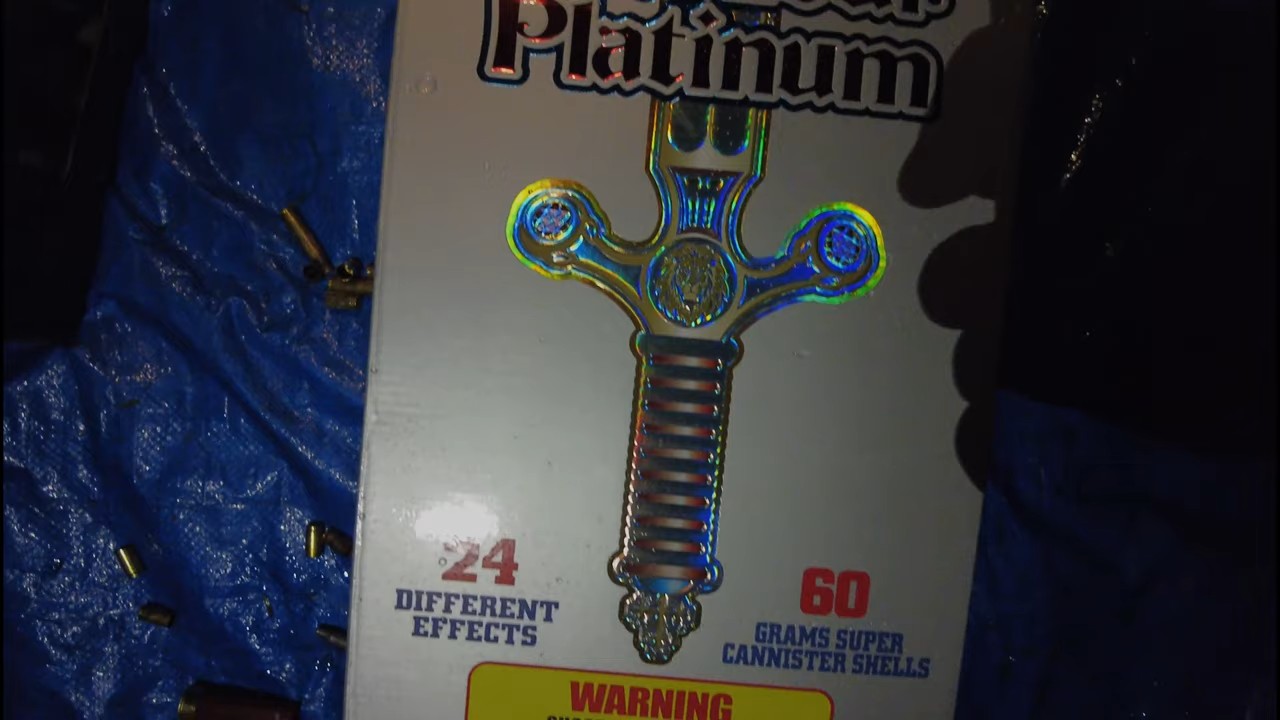 Platinum
24
DIFFERENT
EFFECTS
60
GRAMS SUPER
CANNISTER SHELLS
WARNING